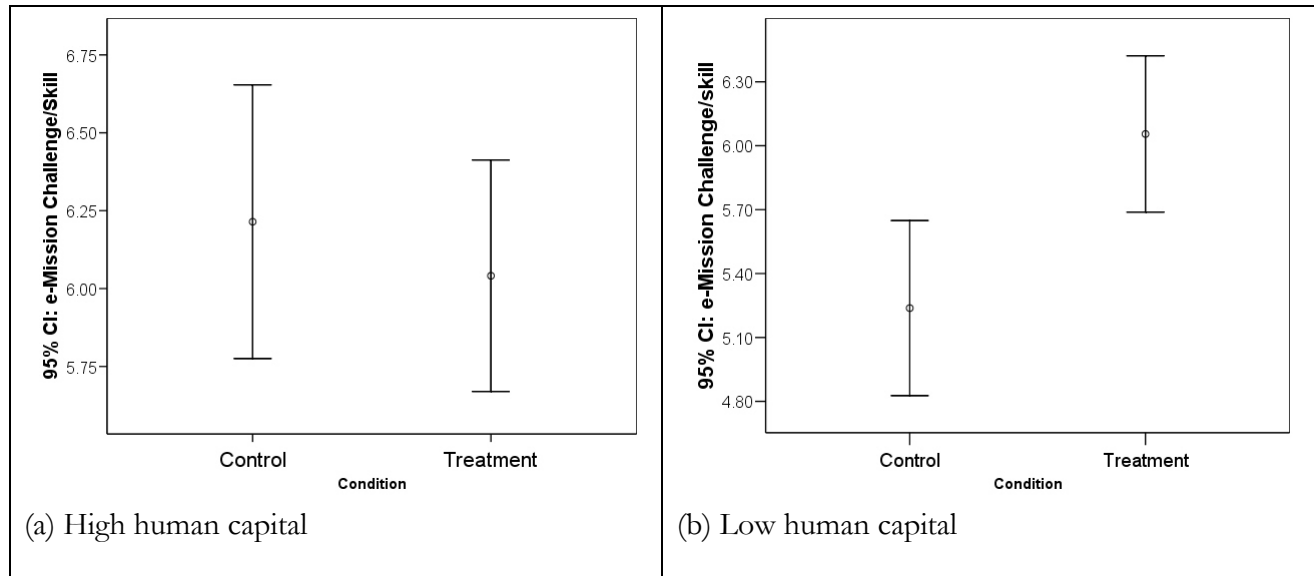 95% CI: e-Mission Challenge/Skill
6.75
6.50
6.25
6.00
5.75
Control
Treatment
Condition
(a) High human capital
95% CI: e-Mission Challenge/skill
6.30
6.00
5.70
5.40
5.10
4.80
Control
Treatment
Condition
(b) Low human capital